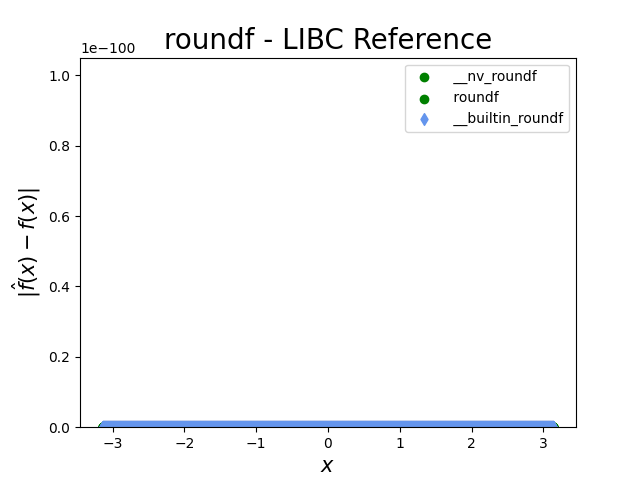 roundf - LIBC Reference
1e−100
1.0
0.8
0.6
0.4
0.2
0.0
|f̂(x) − f(x)|
__nv_roundf
roundf
__builtin_roundf
−3
−2
−1
0
1
2
3
x